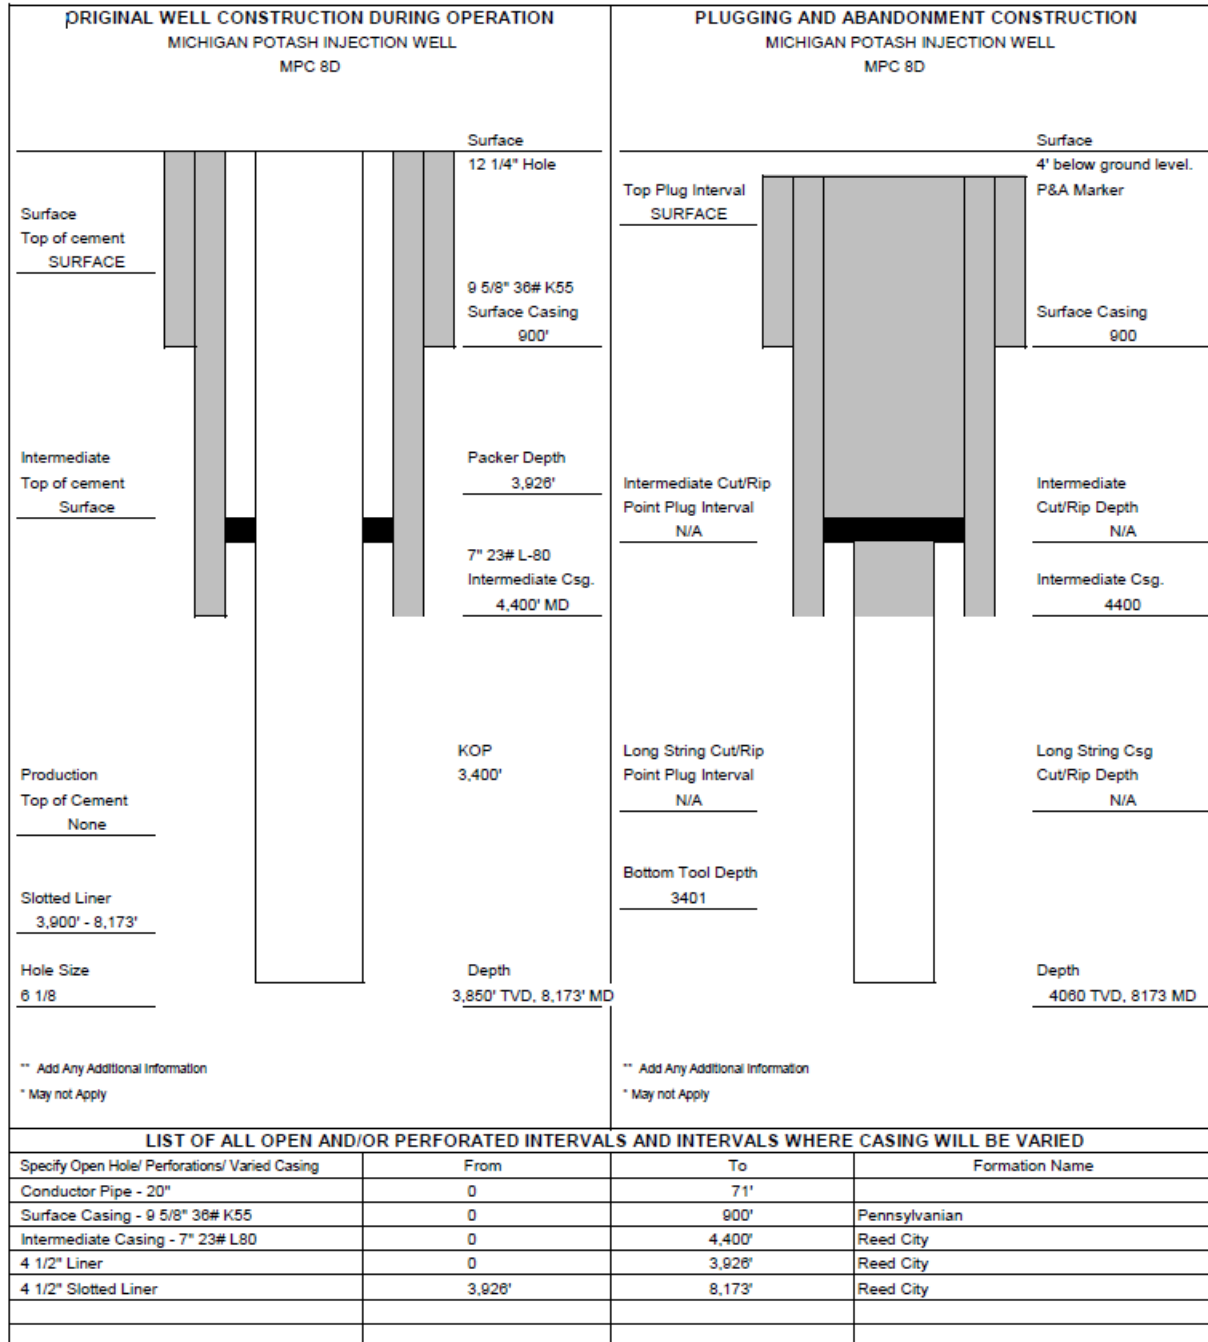 ORIGINAL WELL CONSTRUCTION DURING OPERATION
MICHIGAN POTASH INJECTION WELL
MPC 8D
Surface
12 1/4" Hole
Surface
Top of cement
SURFACE
9 5/8" 36# K55
Surface Casing
900'
Intermediate
Top of cement
Surface
Packer Depth
3,926'
7" 23# L-80
Intermediate Csg.
4,400' MD
KOP
3,400'
Production
Top of Cement
None
Slotted Liner
3,900' - 8,173'
Hole Size
6 1/8
Depth
3,850' TVD, 8,173' MD
** Add Any Additional Information
* May not Apply
PLUGGING AND ABANDONMENT CONSTRUCTION
MICHIGAN POTASH INJECTION WELL
MPC 8D
Surface
4' below ground level.
P&A Marker
Top Plug Interval
SURFACE
Surface Casing
900
Intermediate Cut/Rip
Point Plug Interval
N/A
Intermediate
Cut/Rip Depth
N/A
Intermediate Csg.
4400
Long String Cut/Rip
Point Plug Interval
N/A
Long String Csg
Cut/Rip Depth
N/A
Bottom Tool Depth
3401
Depth
4060 TVD, 8173 MD
** Add Any Additional Information
* May not Apply
LIST OF ALL OPEN AND/OR PERFORATED INTERVALS AND INTERVALS WHERE CASING WILL BE VARIED
Specify Open Hole/ Perforations/ Varied Casing From To Formation Name
Conductor Pipe - 20" 0 71'
Surface Casing - 9 5/8" 36# K55 0 900' Pennsylvanian
Intermediate Casing - 7" 23# L80 0 4,400' Reed City
4 1/2" Liner 0 3,926' Reed City
4 1/2" Slotted Liner 3,926' 8,173' Reed City